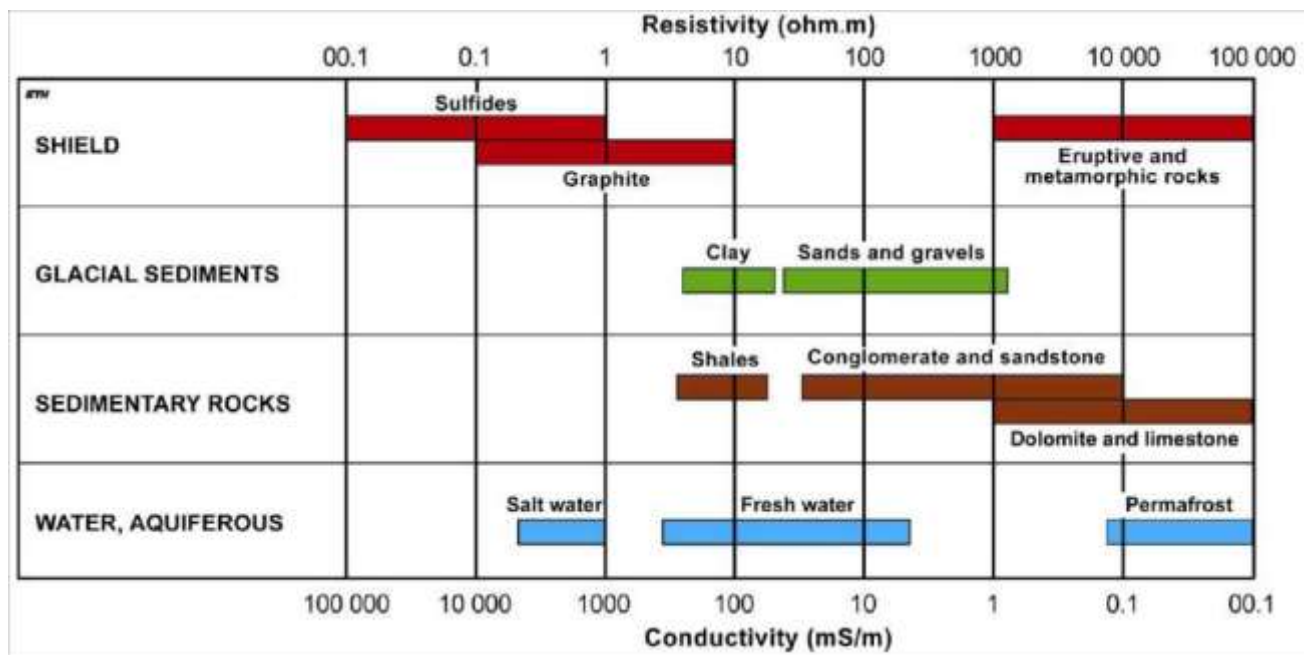 Resistivity (ohm.m)
00.1 0.1 1 10 100 1000 10 000 100 000
Sulfides
SHIELD
Graphite
Eruptive and
metamorphic rocks
Clay Sands and gravels
GLACIAL SEDIMENTS
Shales Conglomerate and sandstone
SEDIMENTARY ROCKS
Dolomite and limestone
Salt water Fresh water Permafrost
WATER, AQUIFEROUS
100 000 10 000 1000 100 10 1 0.1 00.1
Conductivity (mS/m)